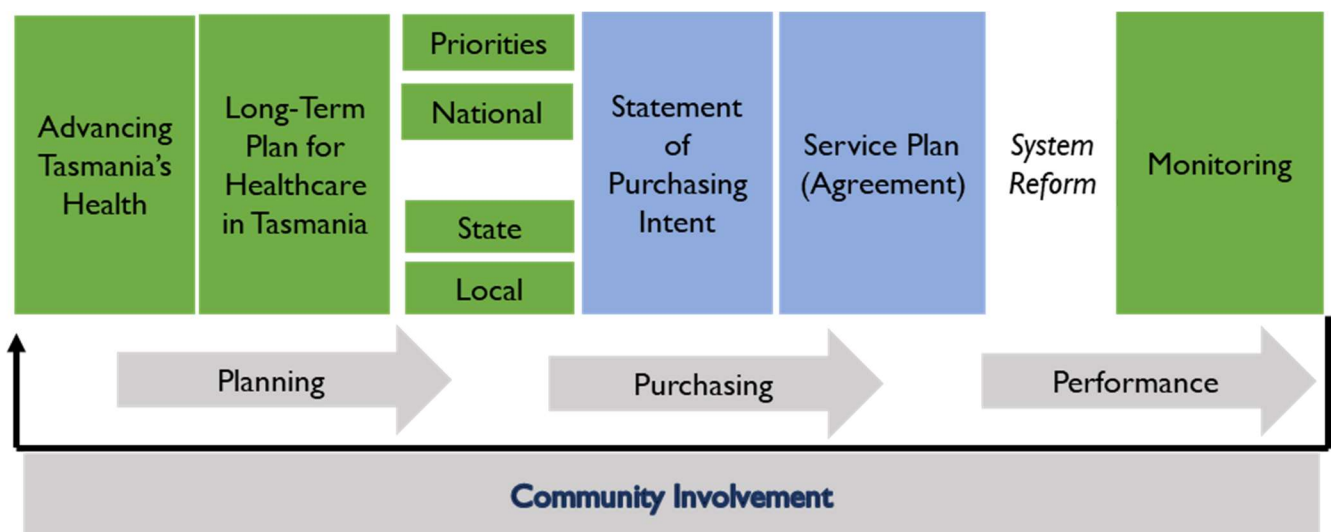 Advancing
Tasmania's
Health
Long-Term
Plan for
Healthcare
in Tasmania
Priorities
National
State
Local
Statement
of
Purchasing
Intent
Service Plan
(Agreement)
System
Reform
Monitoring
Planning
Purchasing
Performance
Community Involvement